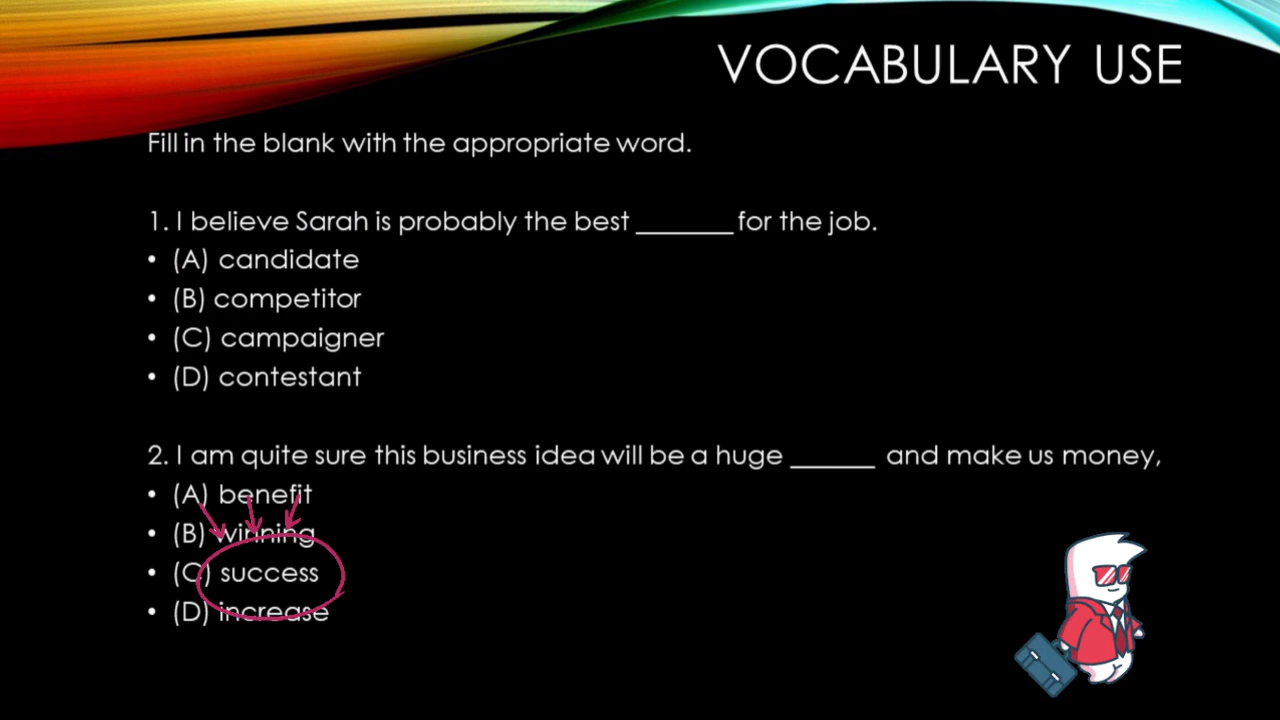 VOCABULARY USE
Fill in the blank with the appropriate word.
1. I believe Sarah is probably the best _______ for the job.
• (A) candidate
• (B) competitor
• (C) campaigner
• (D) contestant
2. I am quite sure this business idea will be a huge ______ and make us money,
• (A) benefit
• (B) winning
• (C) success
• (D) increase